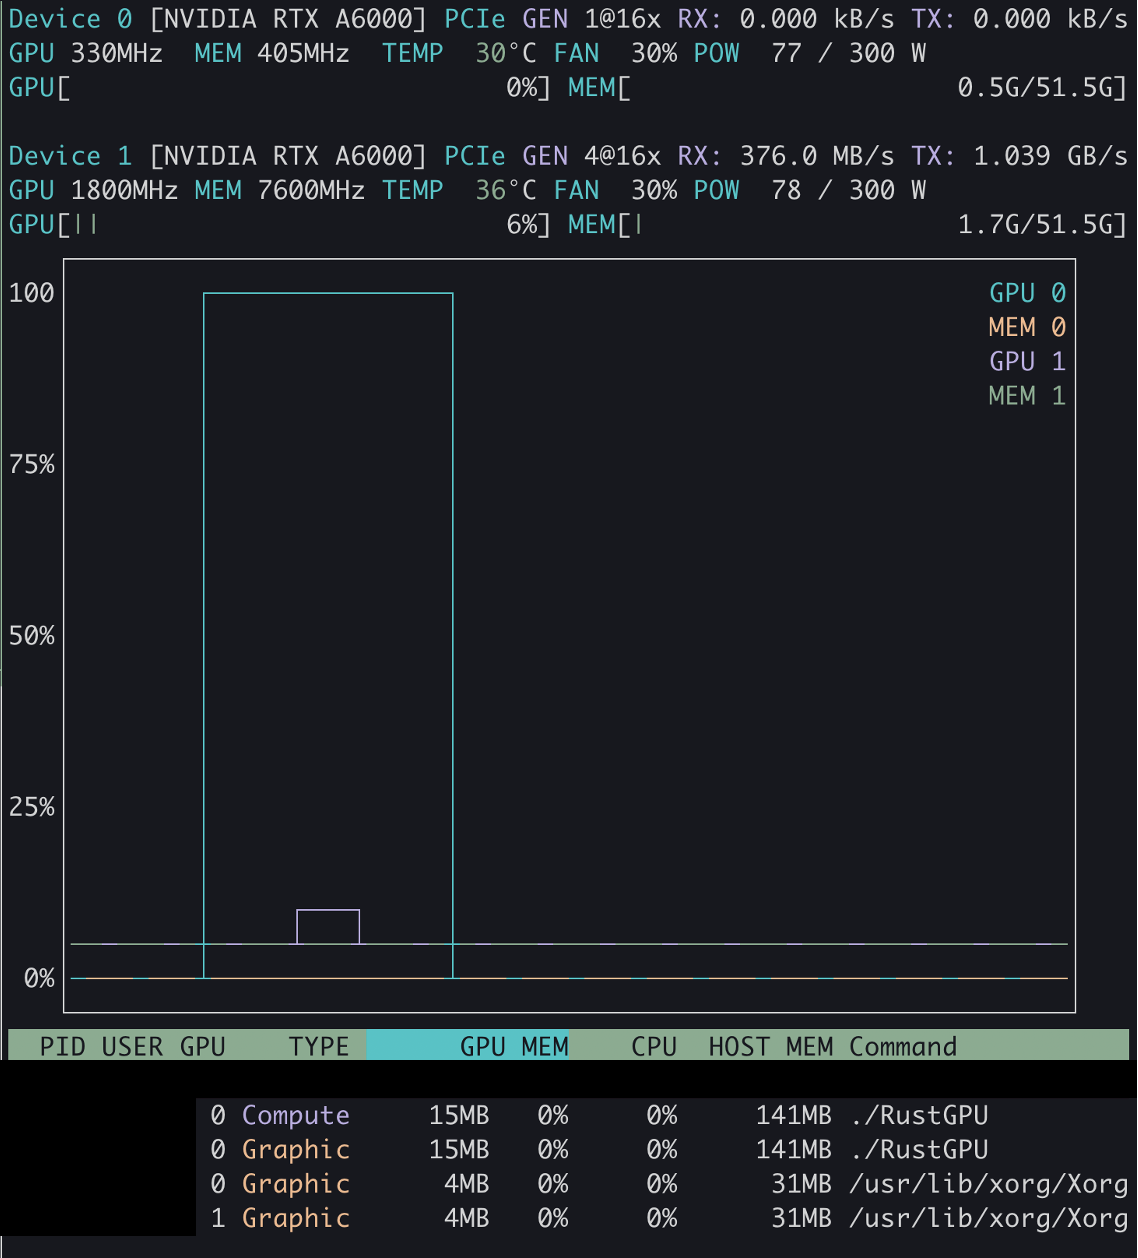 Device 0 [NVIDIA RTX A6000] PCIe GEN 1@16x RX: 0.000 kB/s TX: 0.000 kB/s
GPU 330MHz MEM 405MHz TEMP 30°C FAN 30% POW 77 / 300 W
GPU[ 0%] MEM[ 0.5G/51.5G]
Device 1 [NVIDIA RTX A6000] PCIe GEN 4@16x RX: 376.0 MB/s TX: 1.039 GB/s
GPU 1800MHz MEM 7600MHz TEMP 36°C FAN 30% POW 78 / 300 W
GPU[|| 6%] MEM[| 1.7G/51.5G]
100 GPU 0
MEM 0
GPU 1
MEM 1
75%
50%
25%
0%
PID USER GPU TYPE GPU MEM CPU HOST MEM Command
0 Compute 15MB 0% 0% 141MB ./RustGPU
0 Graphic 15MB 0% 0% 141MB ./RustGPU
0 Graphic 4MB 0% 0% 31MB /usr/lib/xorg/Xorg
1 Graphic 4MB 0% 0% 31MB /usr/lib/xorg/Xorg